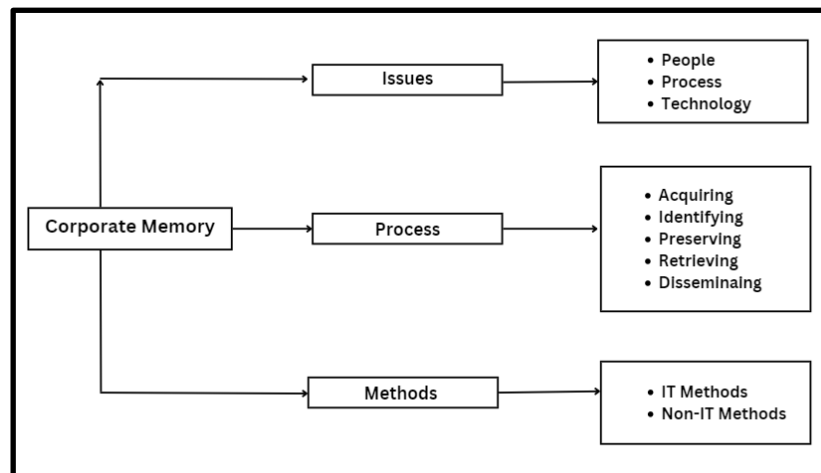 Issues
• People
• Process
• Technology
Corporate Memory
Process
• Acquiring
• Identifying
• Preserving
• Retrieving
• Disseminaing
Methods
• IT Methods
• Non-IT Methods